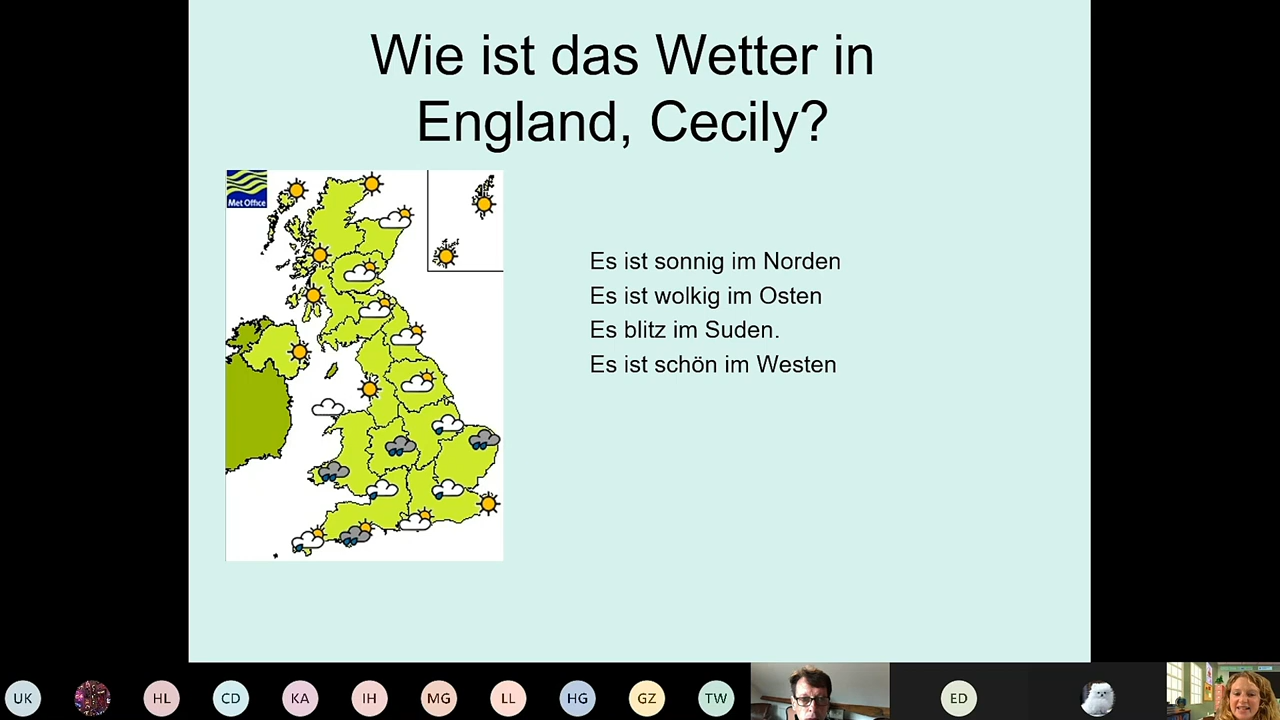 Wie ist das Wetter in
England, Cecily?
Met Office
Es ist sonnig im Norden
Es ist wolkig im Osten
Es blitz im Suden.
Es ist schön im Westen
UK
HL
CD
KA
IH
MG
LL
HG
GZ
TW
ED